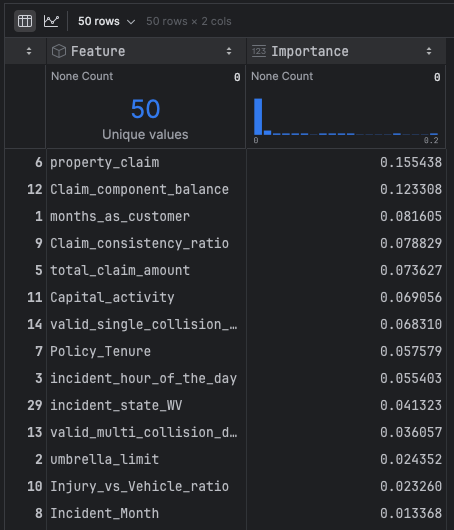 50 rows 50 rows × 2 cols
Feature Importance
None Count 0 None Count 0
50
Unique values
0 0.2
6 property_claim 0.155438
12 Claim_component_balance 0.123308
1 months_as_customer 0.081605
9 Claim_consistency_ratio 0.078829
5 total_claim_amount 0.073627
11 Capital_activity 0.069056
14 valid_single_collision_… 0.068310
7 Policy_Tenure 0.057579
3 incident_hour_of_the_day 0.055403
29 incident_state_WV 0.041323
13 valid_multi_collision_d… 0.036057
2 umbrella_limit 0.024352
10 Injury_vs_Vehicle_ratio 0.023260
8 Incident_Month 0.013368